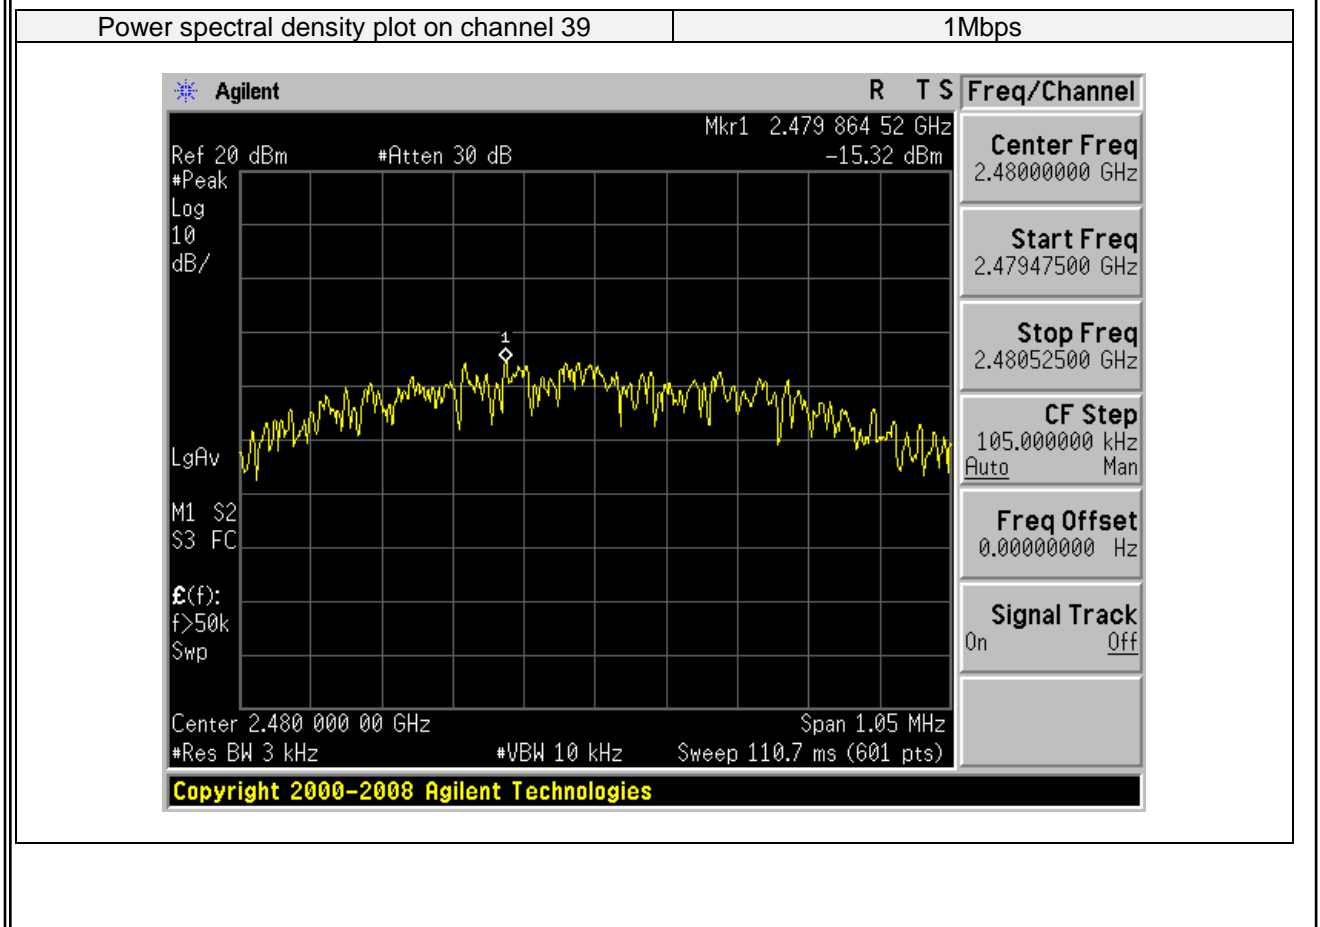 Power spectral density plot on channel 39 1Mbps
Agilent R T S Freq/Channel
Mkr1 2.479 864 52 GHz
Ref 20 dBm #Atten 30 dB -15.32 dBm
#Peak
Log
10
dB/
1
LgAv
M1 S2
S3 FC
£(f):
f>50k
Swp
Center 2.480 000 00 GHz Span 1.05 MHz
#Res BW 3 kHz #VBW 10 kHz Sweep 110.7 ms (601 pts)
Center Freq
2.48000000 GHz
Start Freq
2.47947500 GHz
Stop Freq
2.48052500 GHz
CF Step
105.000000 kHz
Auto Man
Freq Offset
0.00000000 Hz
Signal Track
On Off
Copyright 2000-2008 Agilent Technologies